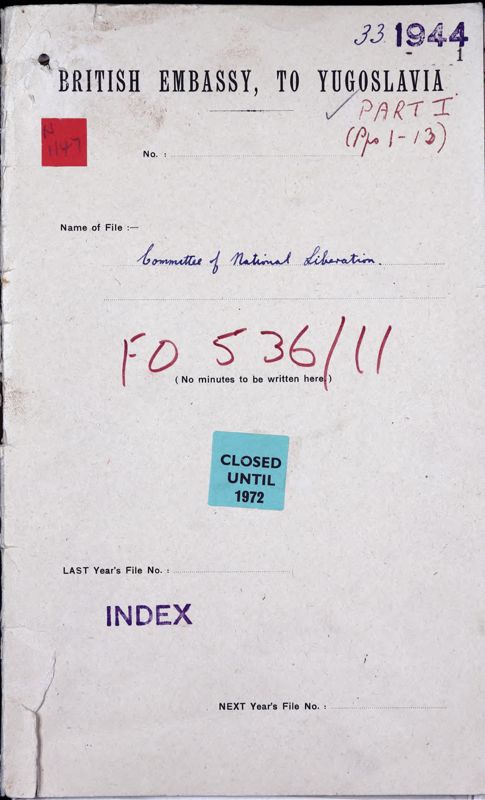 33. 1944
1
BRITISH EMBASSY, TO YUGOSLAVIA
PART I
(Pps 1-13)
N
1147
No. :
Name of File :—
Committee of National Liberation.
FO 536/11
(No minutes to be written here.)
CLOSED
UNTIL
1972
LAST Year's File No. :
INDEX
NEXT Year's File No. :